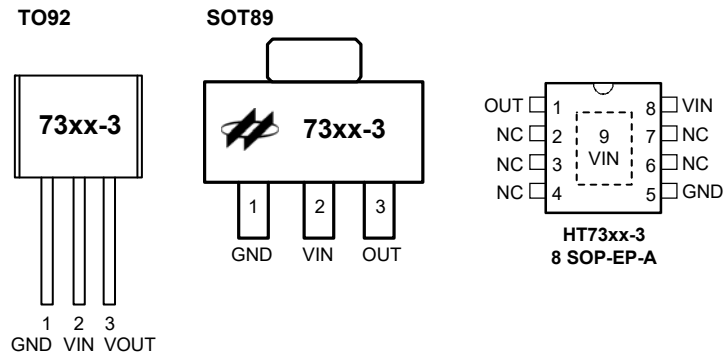 TO92
73xx-3
1 2 3
GND VIN VOUT
SOT89
73xx-3
1 2 3
GND VIN OUT
OUT 1 8 VIN
NC 2 9 7 NC
NC 3 VIN 6 NC
NC 4 5 GND
HT73xx-3
8 SOP-EP-A